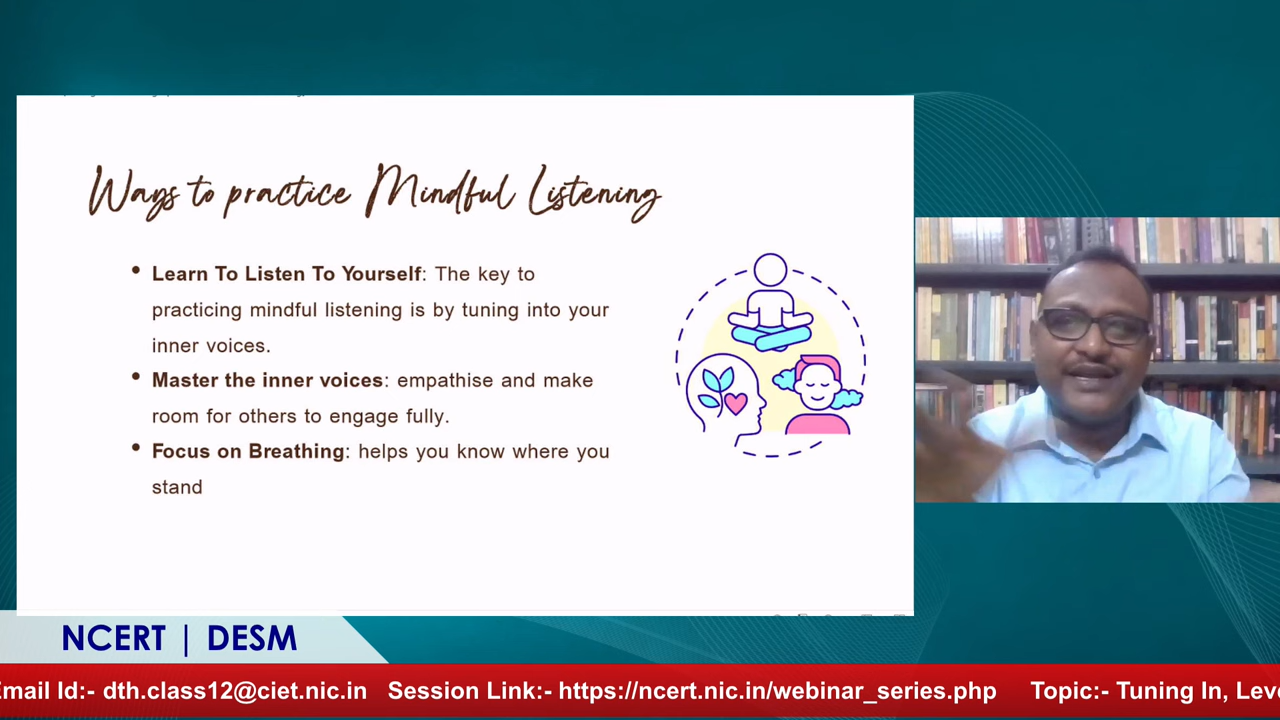 Ways to practice Mindful Listening
• Learn To Listen To Yourself: The key to
practicing mindful listening is by tuning into your
inner voices.
• Master the inner voices: empathise and make
room for others to engage fully.
• Focus on Breathing: helps you know where you
stand
NCERT | DESM
Email Id:- dth.class12@ciet.nic.in Session Link:- https://ncert.nic.in/webinar_series.php Topic:- Tuning In, Leve